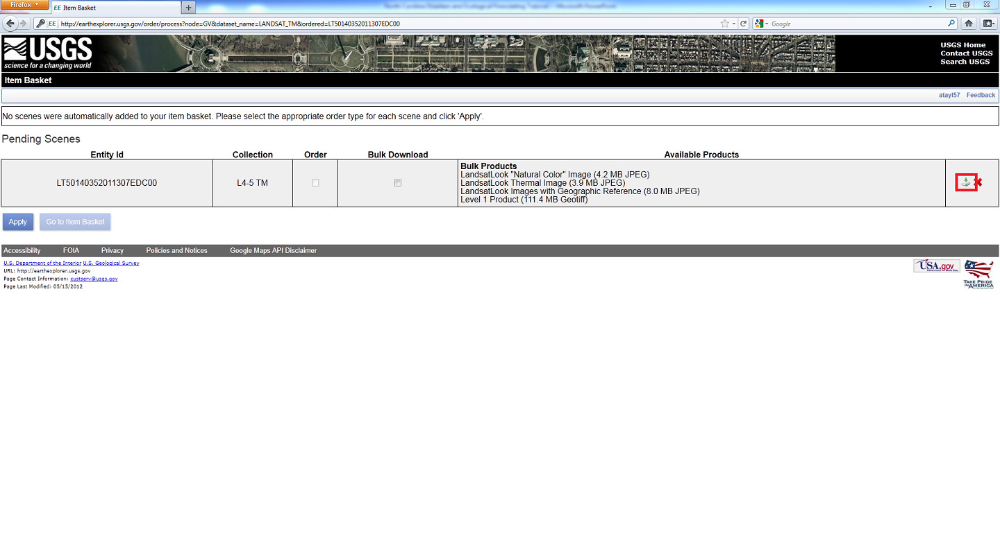 Firefox
EE Item Basket
North Carolina Disasters and Ecological Forecasting Tutorial - Microsoft PowerPoint
EE http://earthexplorer.usgs.gov/order/process?node=GV&dataset_name=LANDSAT_TM&ordered=LT50140352011307EDC00
Google
USGS
science for a changing world
USGS Home
Contact USGS
Search USGS
Item Basket
atayl57 Feedback
No scenes were automatically added to your item basket. Please select the appropriate order type for each scene and click 'Apply'.
Pending Scenes
Entity Id Collection Order Bulk Download Available Products
LT50140352011307EDC00 L4-5 TM
Bulk Products
LandsatLook "Natural Color" Image (4.2 MB JPEG)
LandsatLook Thermal Image (3.9 MB JPEG)
LandsatLook Images with Geographic Reference (8.0 MB JPEG)
Level 1 Product (111.4 MB Geotiff)
Apply Go to Item Basket
Accessibility FOIA Privacy Policies and Notices Google Maps API Disclaimer
U.S. Department of the Interior U.S. Geological Survey
URL: http://earthexplorer.usgs.gov
Page Contact Information: custserv@usgs.gov
Page Last Modified: 05/15/2012
USA.gov
TAKE PRIDE
IN AMERICA